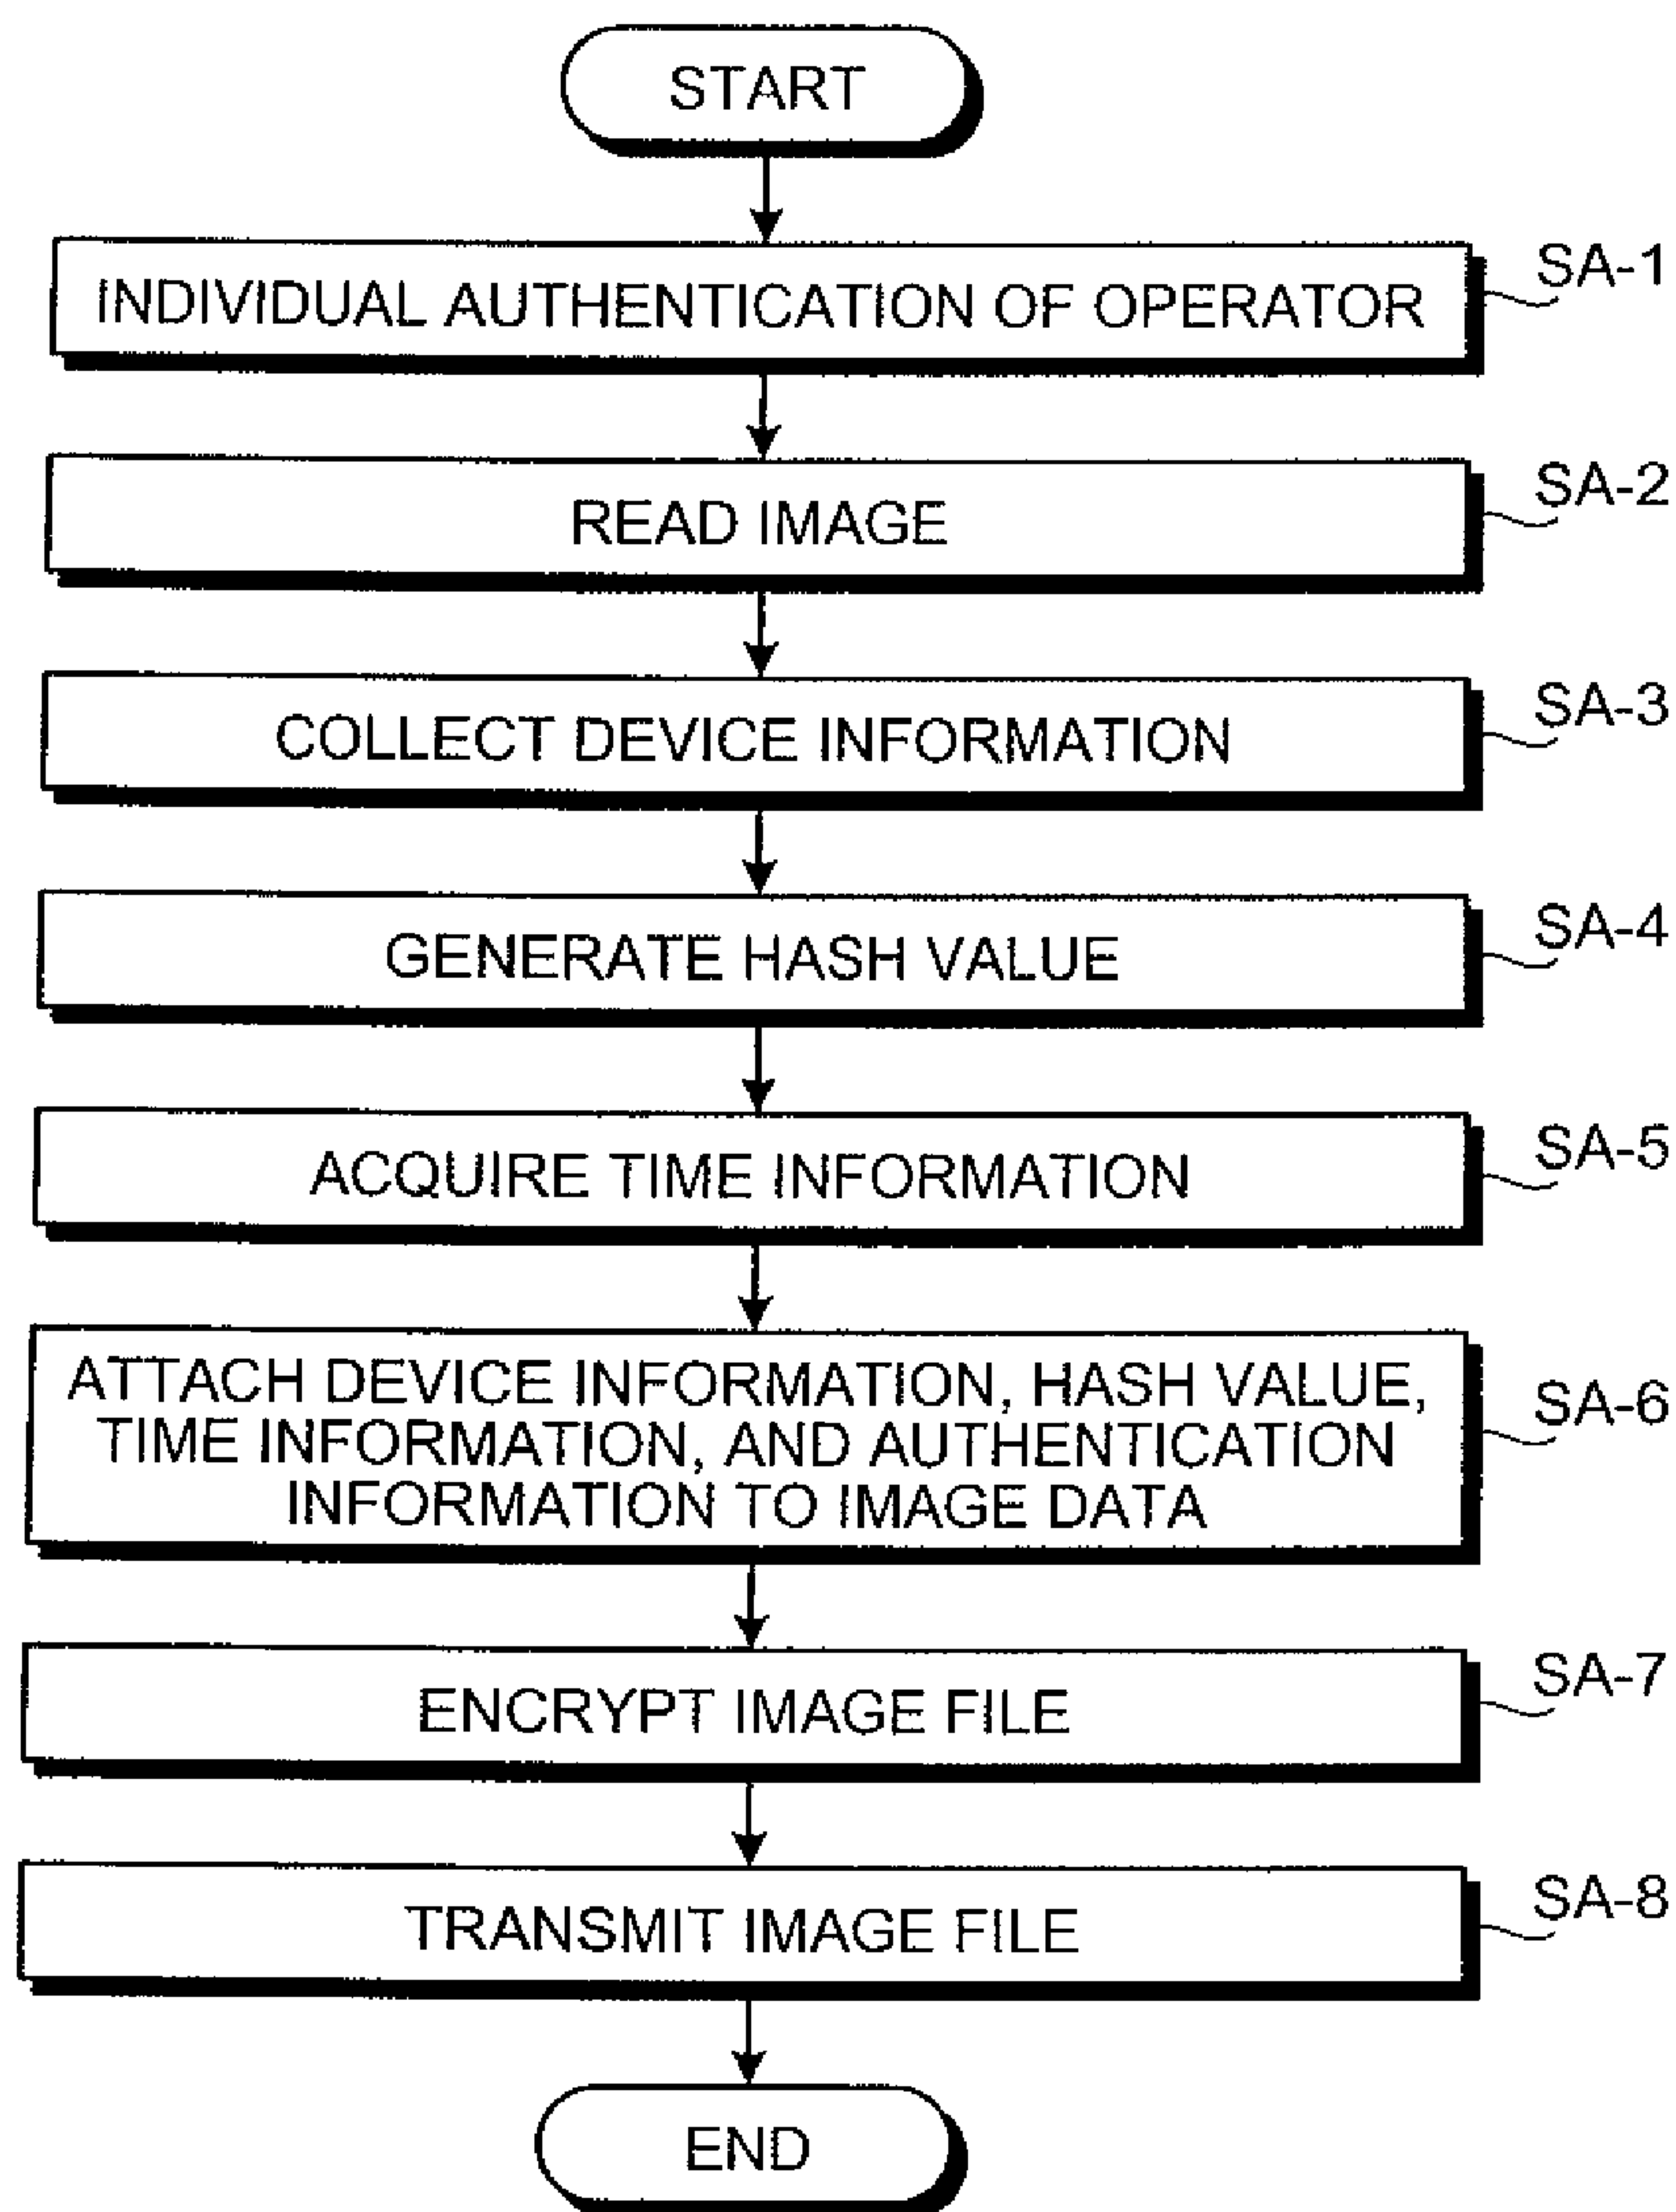 START
INDIVIDUAL AUTHENTICATION OF OPERATOR
SA-1
READ IMAGE
SA-2
COLLECT DEVICE INFORMATION
SA-3
GENERATE HASH VALUE
SA-4
ACQUIRE TIME INFORMATION
SA-5
ATTACH DEVICE INFORMATION, HASH VALUE,
TIME INFORMATION, AND AUTHENTICATION
INFORMATION TO IMAGE DATA
SA-6
ENCRYPT IMAGE FILE
SA-7
TRANSMIT IMAGE FILE
SA-8
END